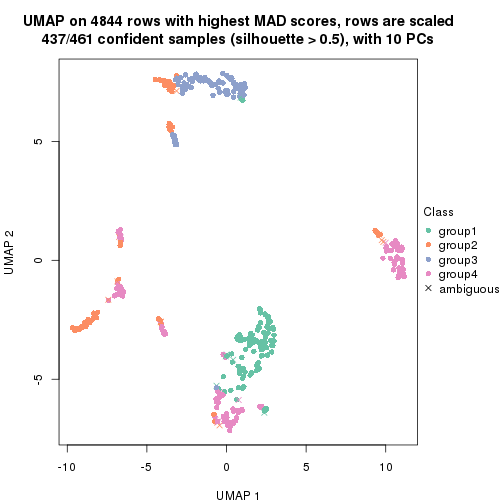 UMAP on 4844 rows with highest MAD scores, rows are scaled
437/461 confident samples (silhouette > 0.5), with 10 PCs
5
0
-5
UMAP 2
-10
-5
0
5
10
UMAP 1
Class
group1
group2
group3
group4
ambiguous